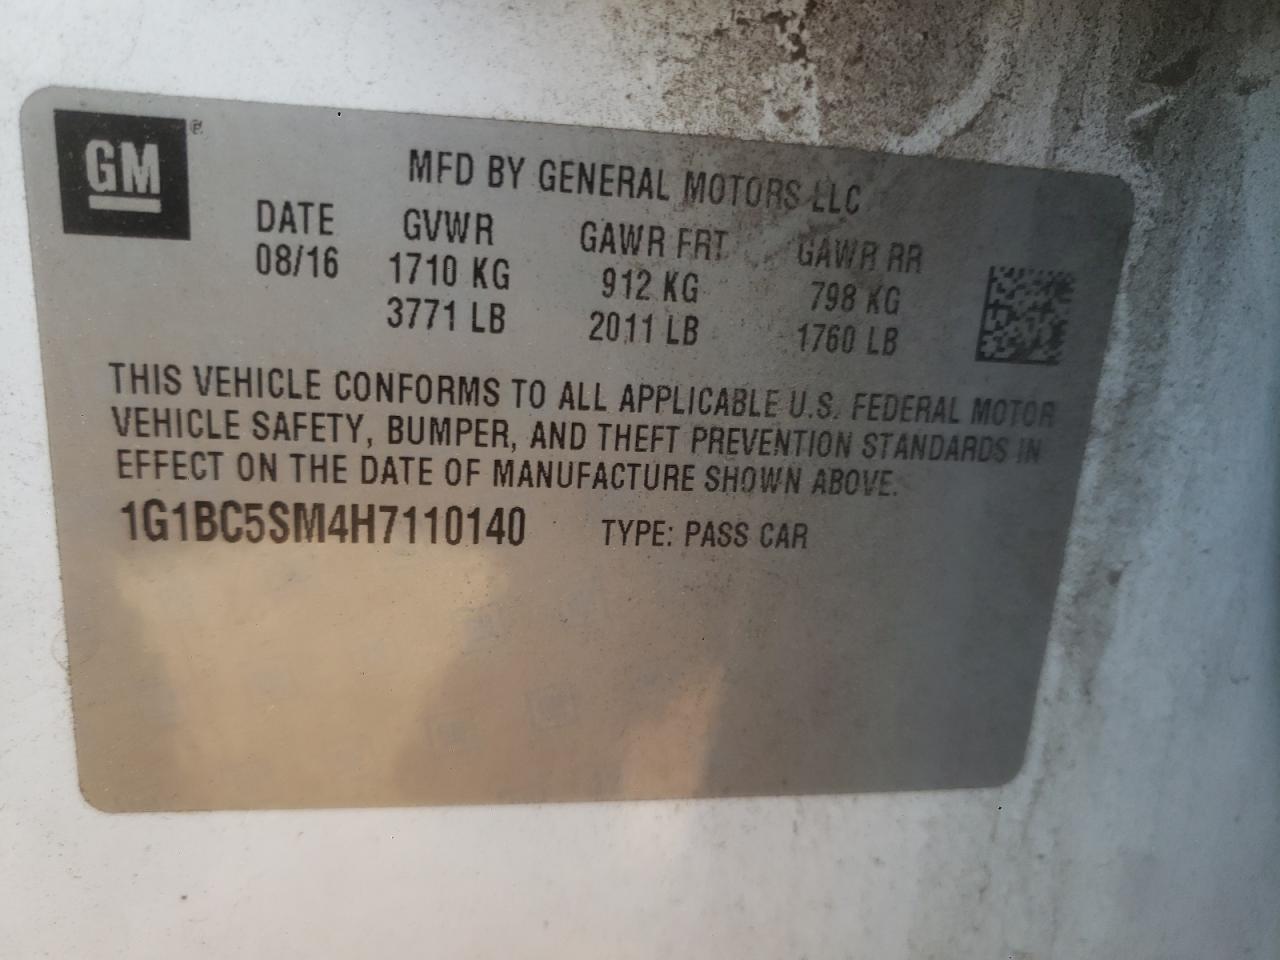 GM ®
MFD BY GENERAL MOTORS LLC
DATE GVWR GAWR FRT GAWR RR
08/16 1710 KG 912 KG 798 KG
3771 LB 2011 LB 1760 LB
THIS VEHICLE CONFORMS TO ALL APPLICABLE U.S. FEDERAL MOTOR
VEHICLE SAFETY, BUMPER, AND THEFT PREVENTION STANDARDS IN
EFFECT ON THE DATE OF MANUFACTURE SHOWN ABOVE.
1G1BC5SM4H7110140 TYPE: PASS CAR